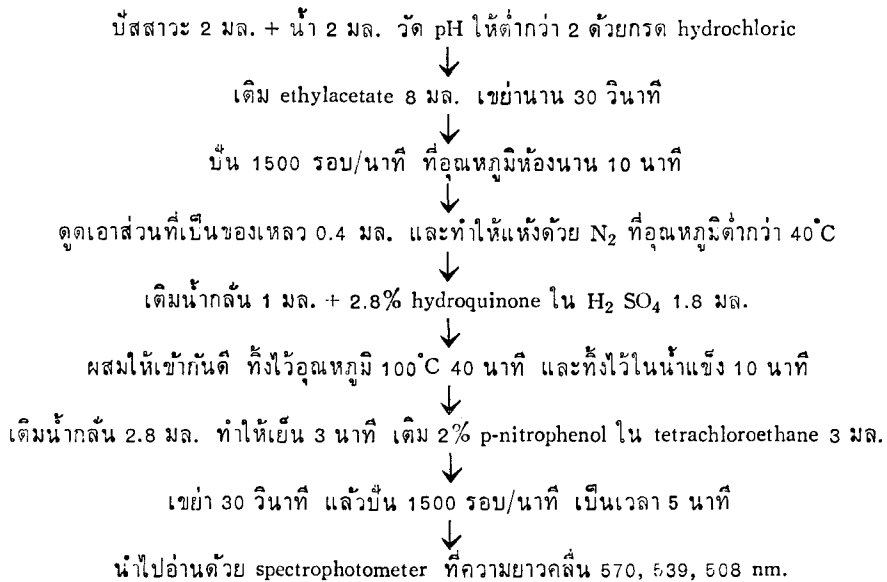 ปัสสาวะ 2 มล. + น้ำ 2 มล. วัด pH ให้ต่ำกว่า 2 ด้วยกรด hydrochloric
เติม ethylacetate 8 มล. เขย่านาน 30 วินาที
ปั่น 1500 รอบ/นาที ที่อุณหภูมิห้องนาน 10 นาที
ดูดเอาส่วนที่เป็นของเหลว 0.4 มล. และทำให้แห้งด้วย N₂ ที่อุณหภูมิต่ำกว่า 40°C
เติมน้ำกลั่น 1 มล. + 2.8% hydroquinone ใน H₂ SO₄ 1.8 มล.
ผสมให้เข้ากันดี ทิ้งไว้อุณหภูมิ 100°C 40 นาที และทิ้งไว้ในน้ำแข็ง 10 นาที
เติมน้ำกลั่น 2.8 มล. ทำให้เย็น 3 นาที เติม 2% p-nitrophenol ใน tetrachloroethane 3 มล.
เขย่า 30 วินาที แล้วปั่น 1500 รอบ/นาที เป็นเวลา 5 นาที
นำไปอ่านด้วย spectrophotometer ที่ความยาวคลื่น 570, 539, 508 nm.